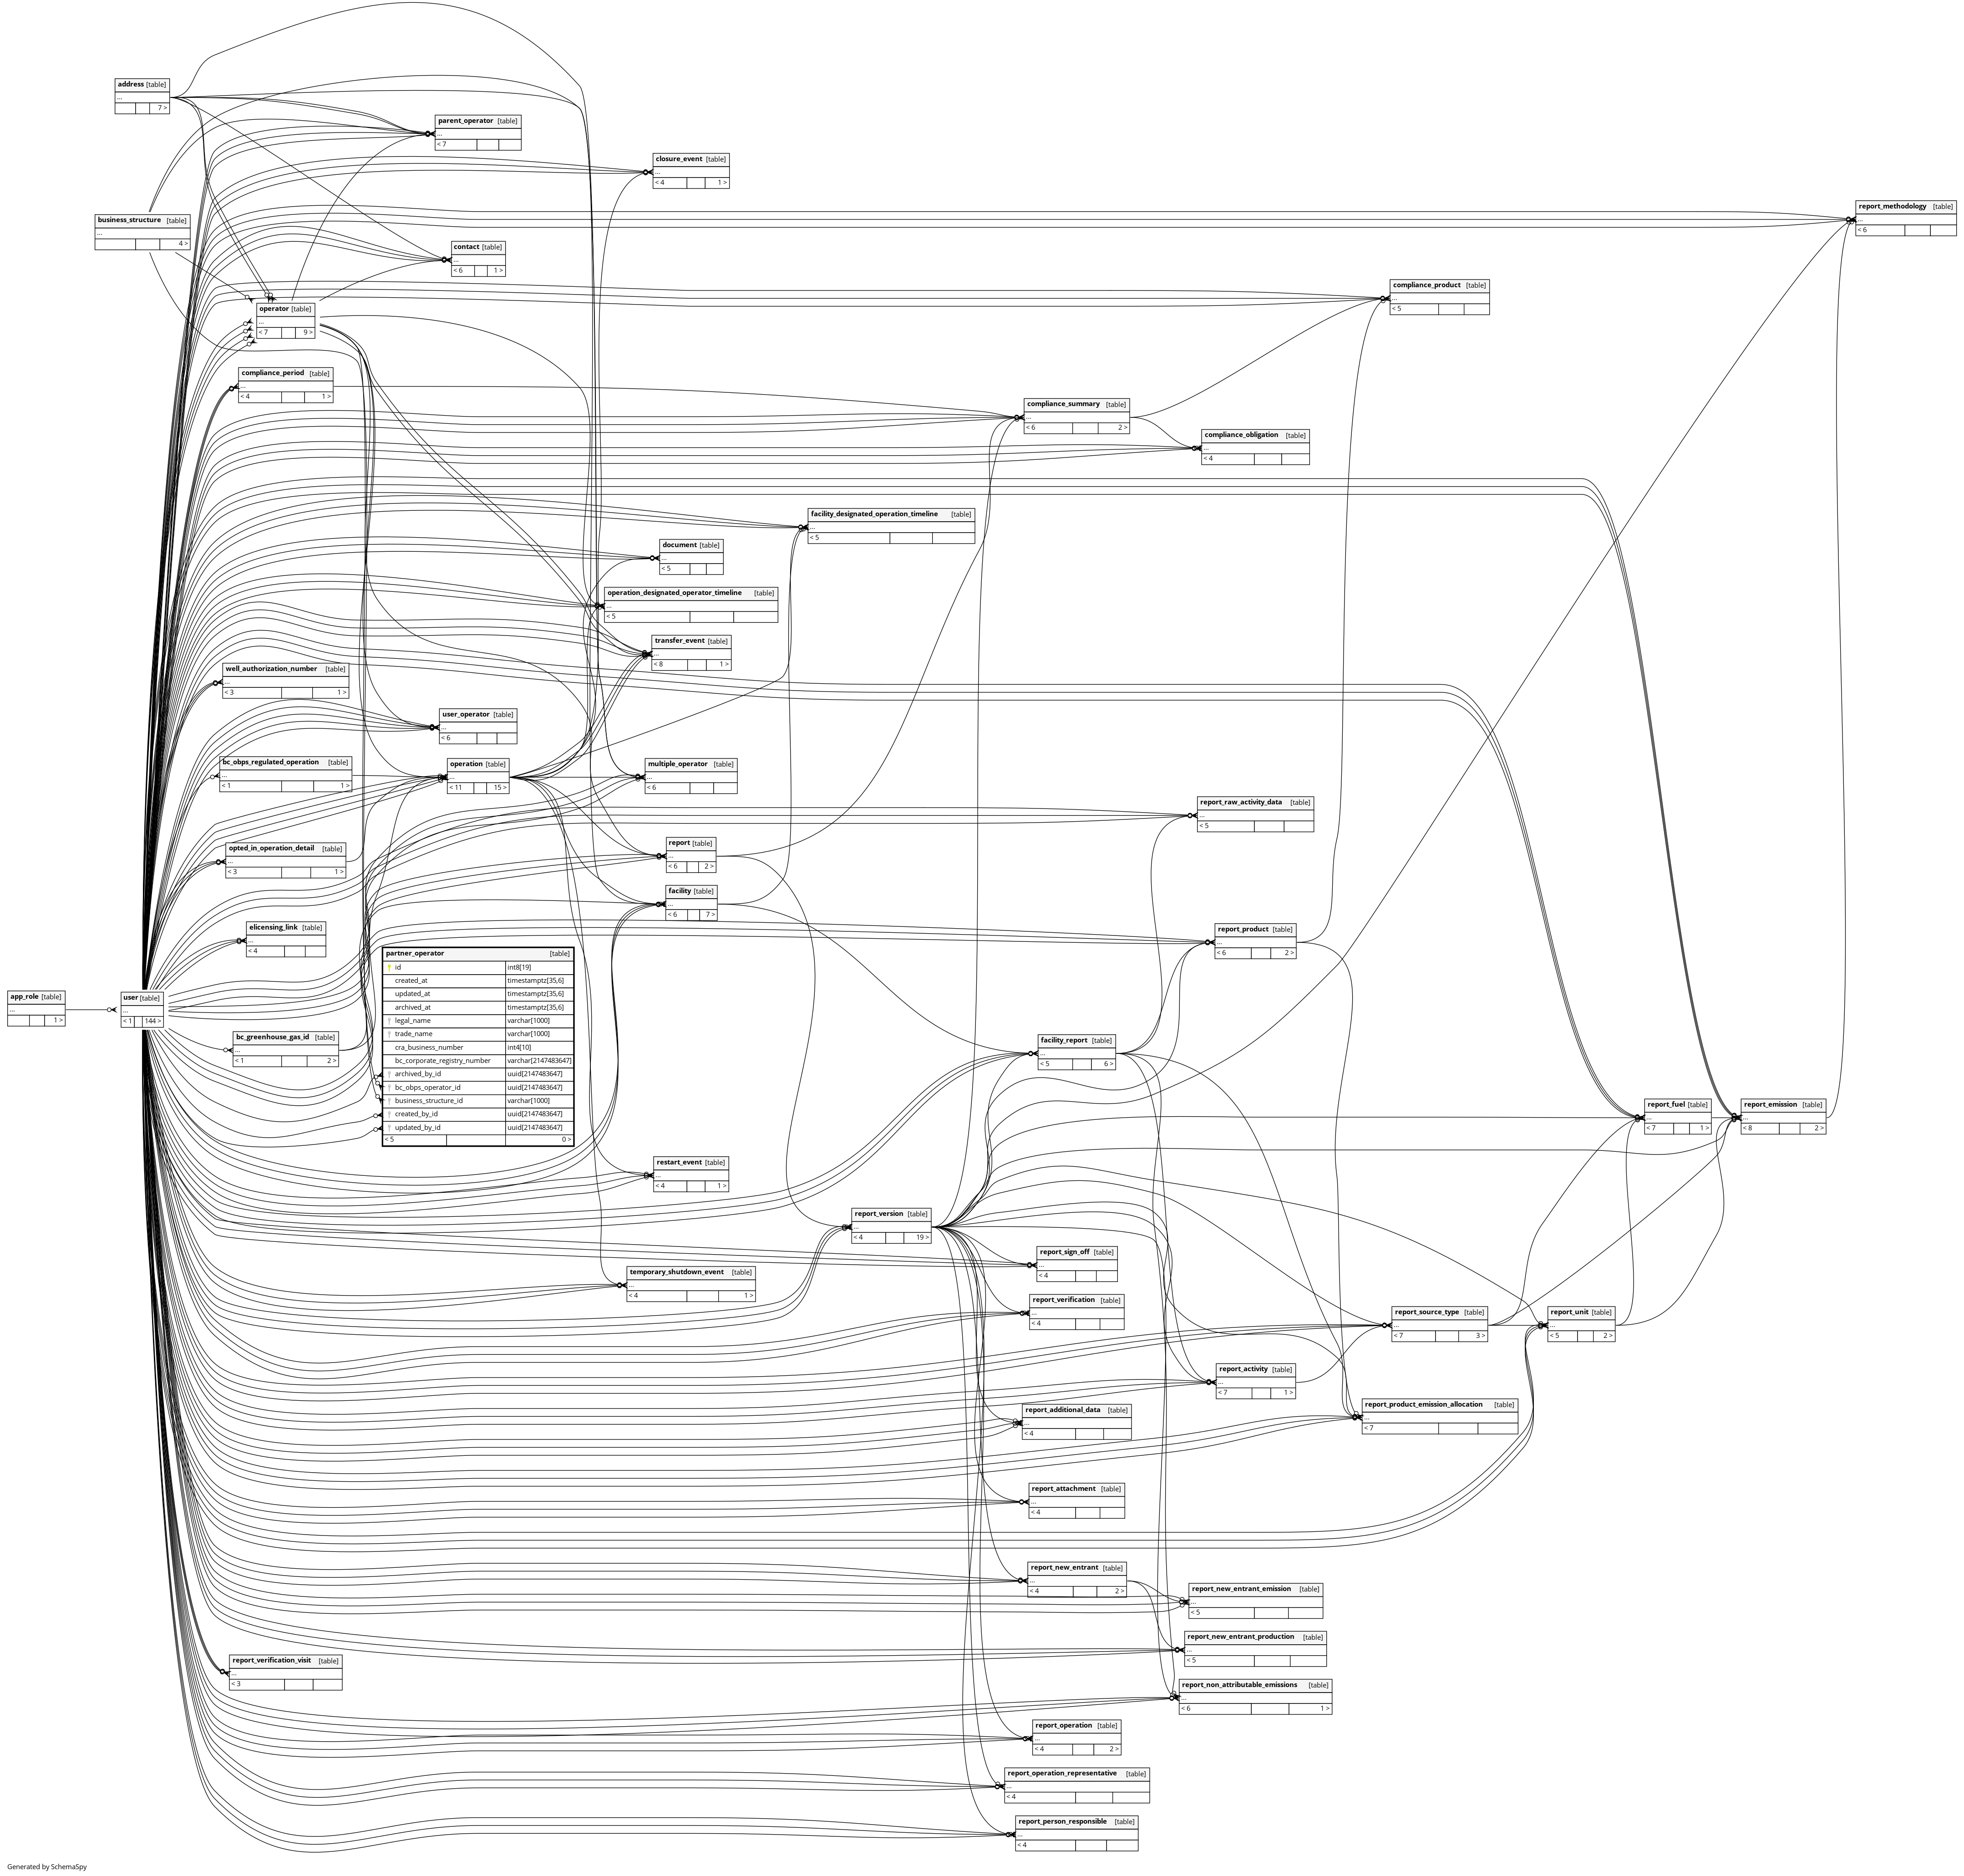 address [table]
...
7 >
parent_operator [table]
...
< 7
closure_event [table]
...
< 4 1 >
business_structure [table]
...
4 >
report_methodology [table]
...
< 6
contact [table]
...
< 6 1 >
compliance_product [table]
...
< 5
operator [table]
...
< 7 9 >
compliance_period [table]
...
< 4 1 >
compliance_summary [table]
...
< 6 2 >
compliance_obligation [table]
...
< 4
facility_designated_operation_timeline [table]
...
< 5
document [table]
...
< 5
operation_designated_operator_timeline [table]
...
< 5
transfer_event [table]
...
< 8 1 >
well_authorization_number [table]
...
< 3 1 >
user_operator [table]
...
< 6
bc_obps_regulated_operation [table]
...
< 1 1 >
operation [table]
...
< 11 15 >
multiple_operator [table]
...
< 6
report_raw_activity_data [table]
...
< 5
opted_in_operation_detail [table]
...
< 3 1 >
report [table]
...
< 6 2 >
facility [table]
...
< 6 7 >
elicensing_link [table]
...
< 4
report_product [table]
...
< 6 2 >
partner_operator [table]
id int8[19]
created_at timestamptz[35,6]
updated_at timestamptz[35,6]
archived_at timestamptz[35,6]
legal_name varchar[1000]
trade_name varchar[1000]
cra_business_number int4[10]
bc_corporate_registry_number varchar[2147483647]
archived_by_id uuid[2147483647]
bc_obps_operator_id uuid[2147483647]
business_structure_id varchar[1000]
created_by_id uuid[2147483647]
updated_by_id uuid[2147483647]
< 5 0 >
app_role [table]
...
1 >
user [table]
...
< 1 144 >
bc_greenhouse_gas_id [table]
...
< 1 2 >
facility_report [table]
...
< 5 6 >
report_fuel [table]
...
< 7 1 >
report_emission [table]
...
< 8 2 >
restart_event [table]
...
< 4 1 >
report_version [table]
...
< 4 19 >
report_sign_off [table]
...
< 4
temporary_shutdown_event [table]
...
< 4 1 >
report_verification [table]
...
< 4
report_source_type [table]
...
< 7 3 >
report_unit [table]
...
< 5 2 >
report_activity [table]
...
< 7 1 >
report_additional_data [table]
...
< 4
report_product_emission_allocation [table]
...
< 7
report_attachment [table]
...
< 4
report_new_entrant [table]
...
< 4 2 >
report_new_entrant_emission [table]
...
< 5
report_new_entrant_production [table]
...
< 5
report_verification_visit [table]
...
< 3
report_non_attributable_emissions [table]
...
< 6 1 >
report_operation [table]
...
< 4 2 >
report_operation_representative [table]
...
< 4
report_person_responsible [table]
...
< 4
Generated by SchemaSpy